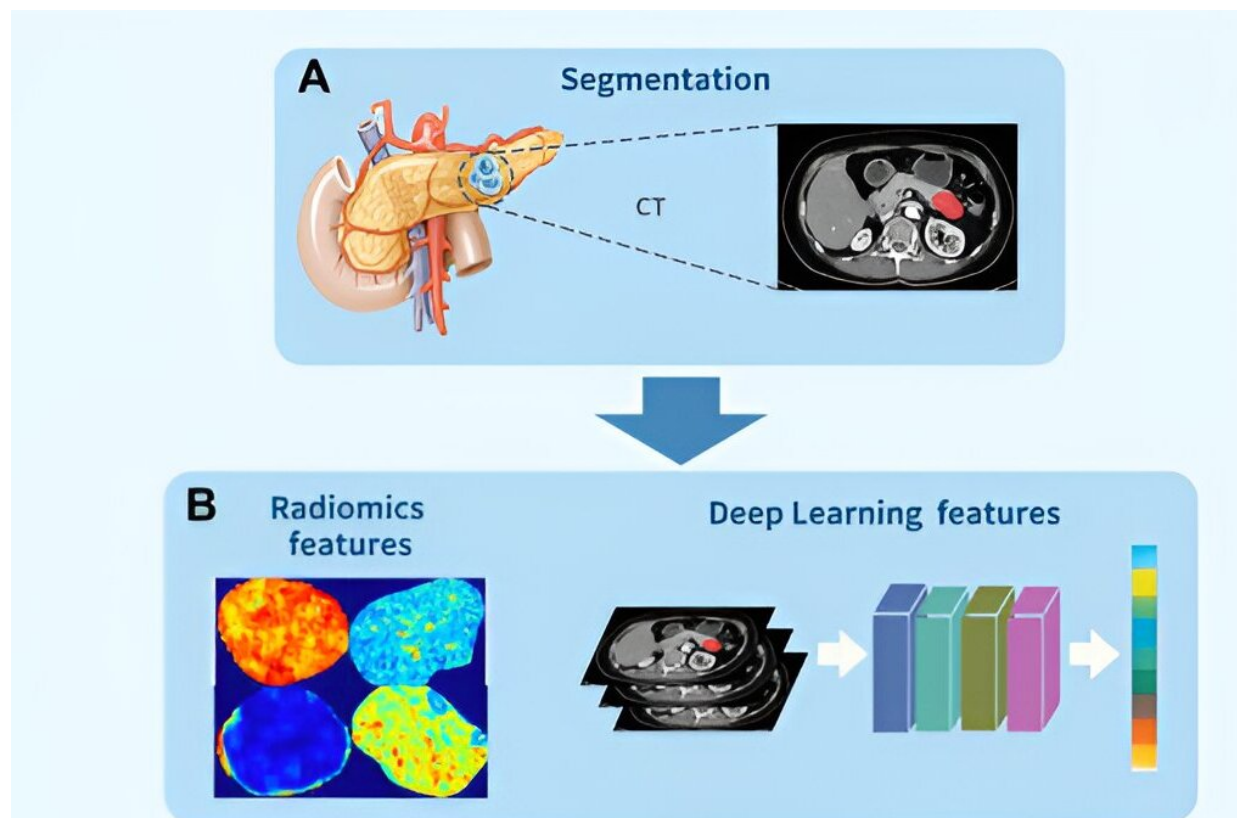 A
Segmentation
CT
B
Radiomics
features
Deep Learning features